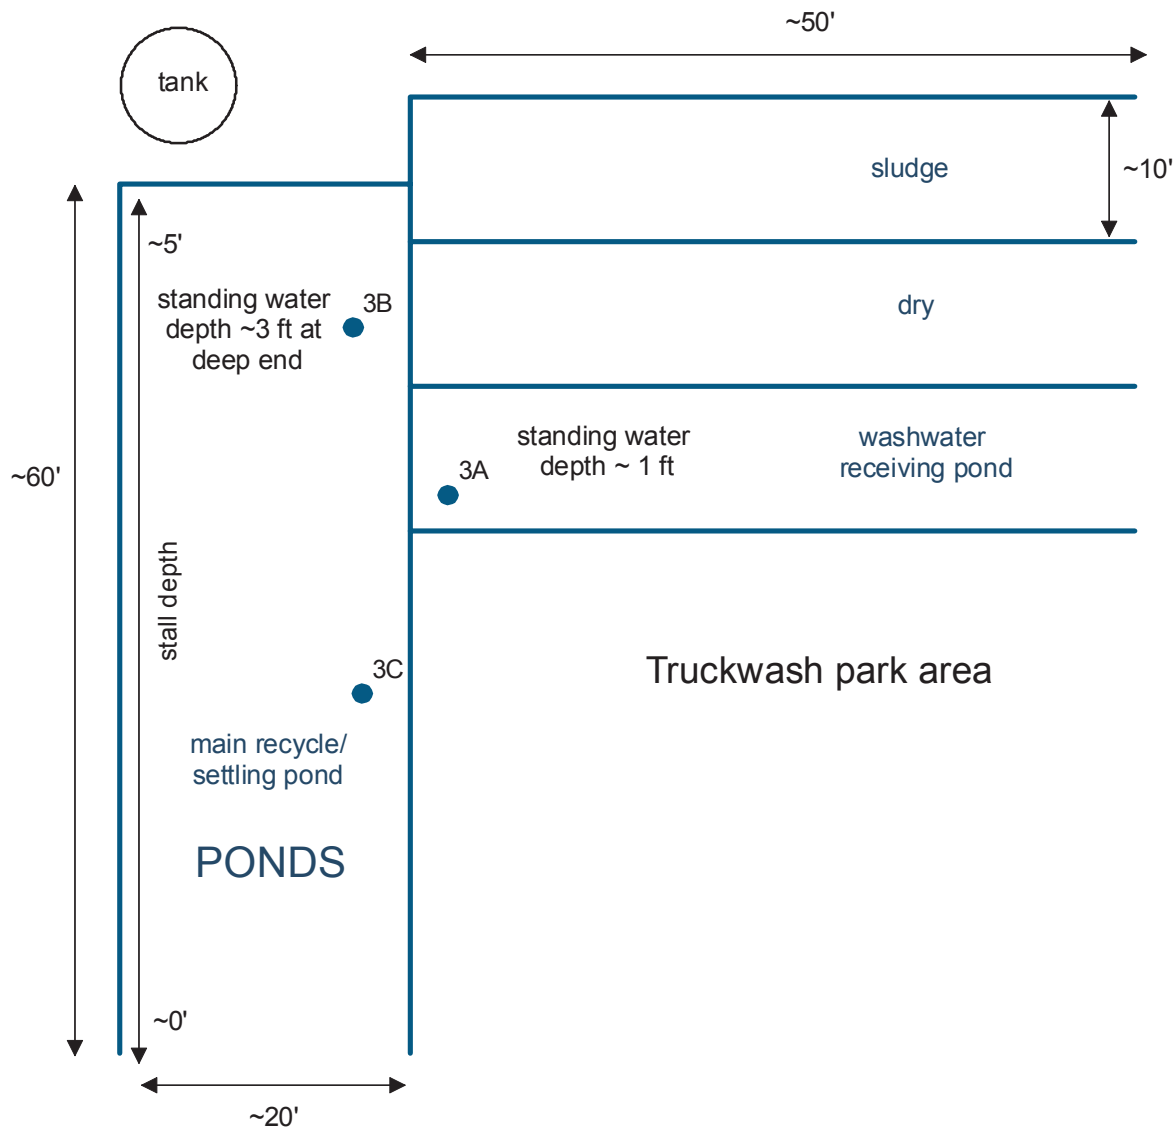 ~50'
tank
sludge
~10'
~5'
standing water
depth ~3 ft at
deep end
3B
dry
~60'
standing water
depth ~ 1 ft
washwater
receiving pond
3A
stall depth
3C
Truckwash park area
main recycle/
settling pond
PONDS
~0'
~20'